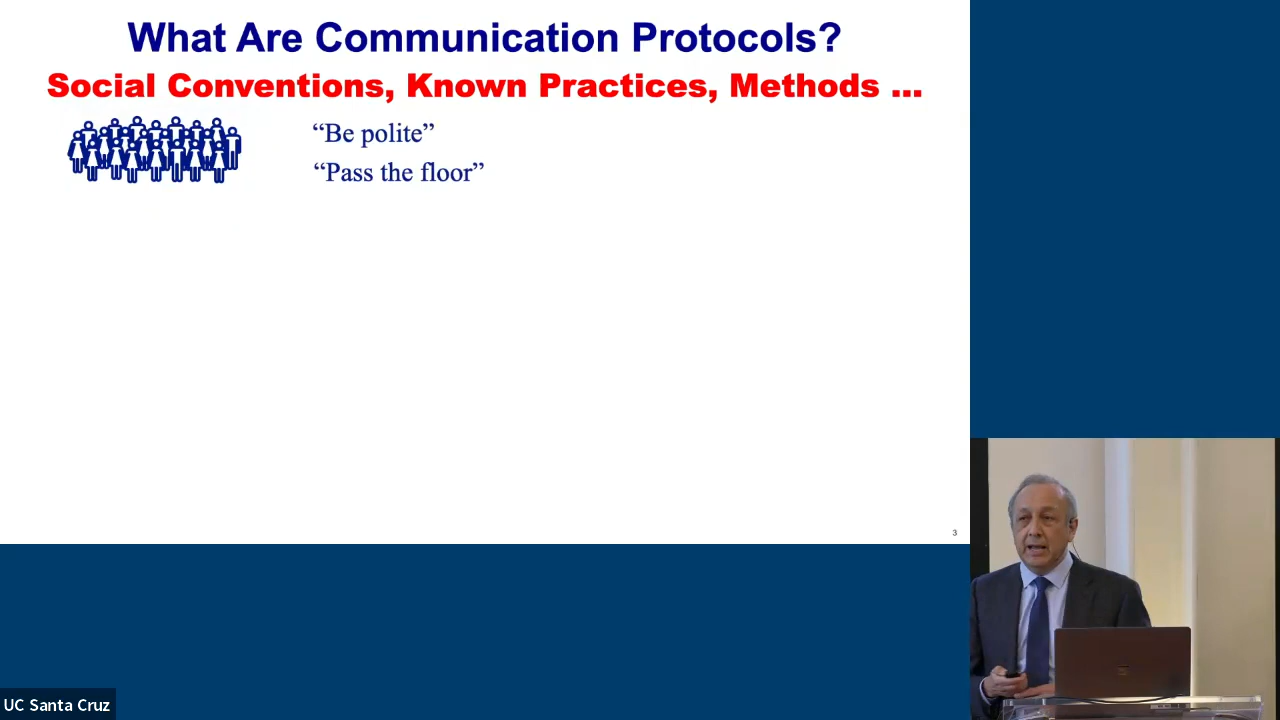 What Are Communication Protocols?
Social Conventions, Known Practices, Methods ...
“Be polite”
“Pass the floor”
3
UC Santa Cruz